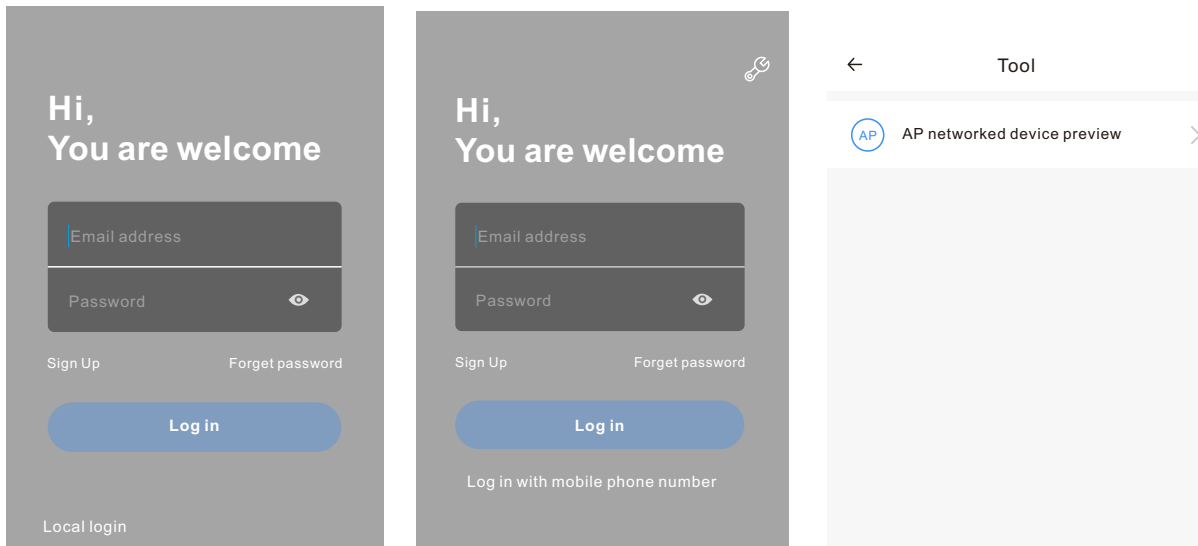 Hi,
You are welcome
Email address
Password
Sign Up
Forget password
Log in
Local login
Hi,
You are welcome
Email address
Password
Sign Up
Forget password
Log in
Log in with mobile phone number
Tool
AP
AP networked device preview